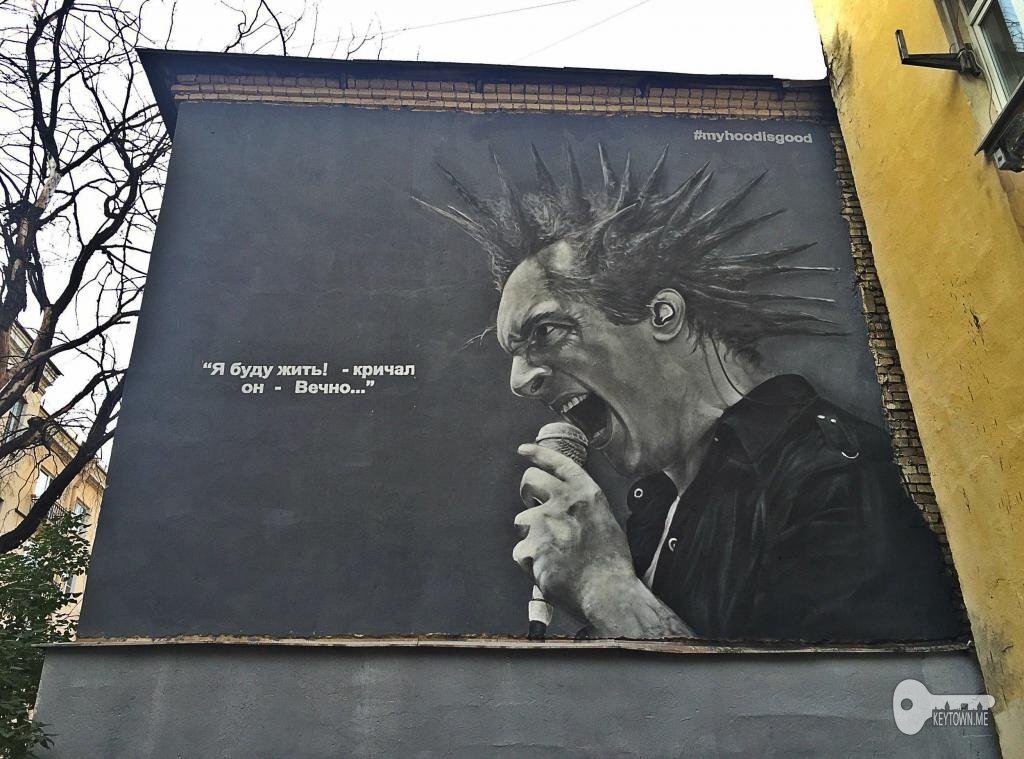 #myhoodisgood
“Я буду жить! - кричал
он - Вечно...”
KEYTOWN.ME